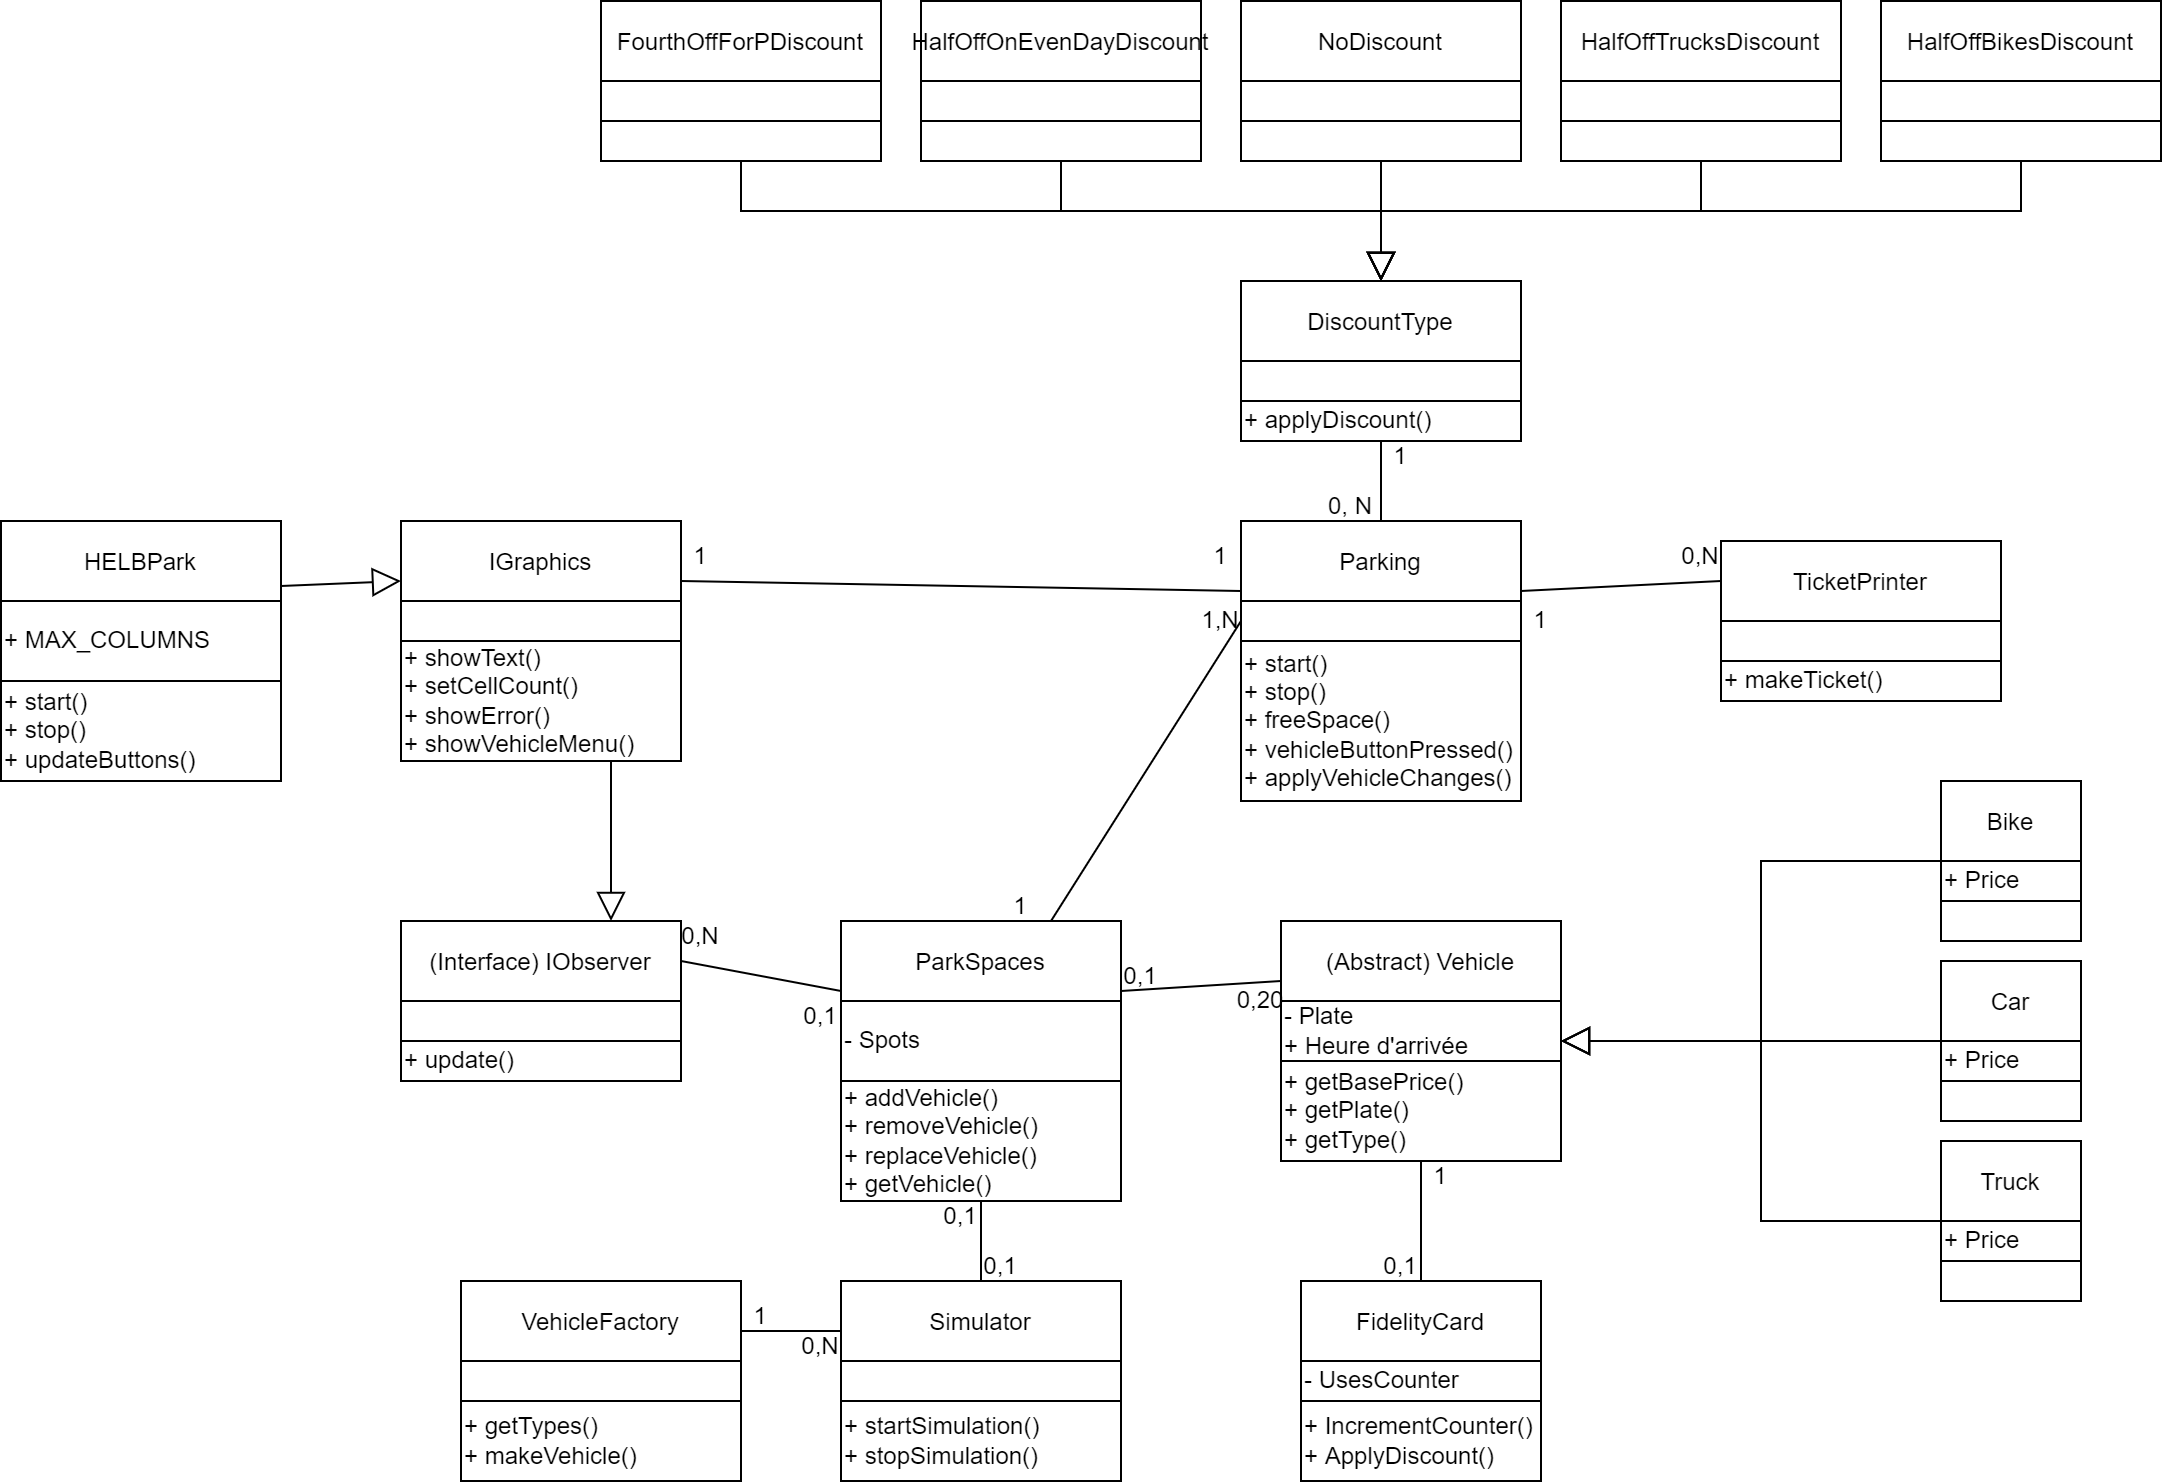 FourthOffForPDiscount
HalfOffOnEvenDayDiscount
NoDiscount
HalfOffTrucksDiscount
HalfOffBikesDiscount
DiscountType
+ applyDiscount()
1
0, N
HELBPark
+ MAX_COLUMNS
+ start()
+ stop()
+ updateButtons()
IGraphics
+ showText()
+ setCellCount()
+ showError()
+ showVehicleMenu()
1
1
Parking
+ start()
+ stop()
+ freeSpace()
+ vehicleButtonPressed()
+ applyVehicleChanges()
1,N
1
0,N
TicketPrinter
+ makeTicket()
1
(Interface) IObserver
+ update()
0,N
0,1
ParkSpaces
- Spots
+ addVehicle()
+ removeVehicle()
+ replaceVehicle()
+ getVehicle()
0,1
0,20
(Abstract) Vehicle
- Plate
+ Heure d'arrivée
+ getBasePrice()
+ getPlate()
+ getType()
Bike
+ Price
Car
+ Price
Truck
+ Price
0,1
0,1
1
0,1
VehicleFactory
+ getTypes()
+ makeVehicle()
1
0,N
Simulator
+ startSimulation()
+ stopSimulation()
FidelityCard
- UsesCounter
+ IncrementCounter()
+ ApplyDiscount()